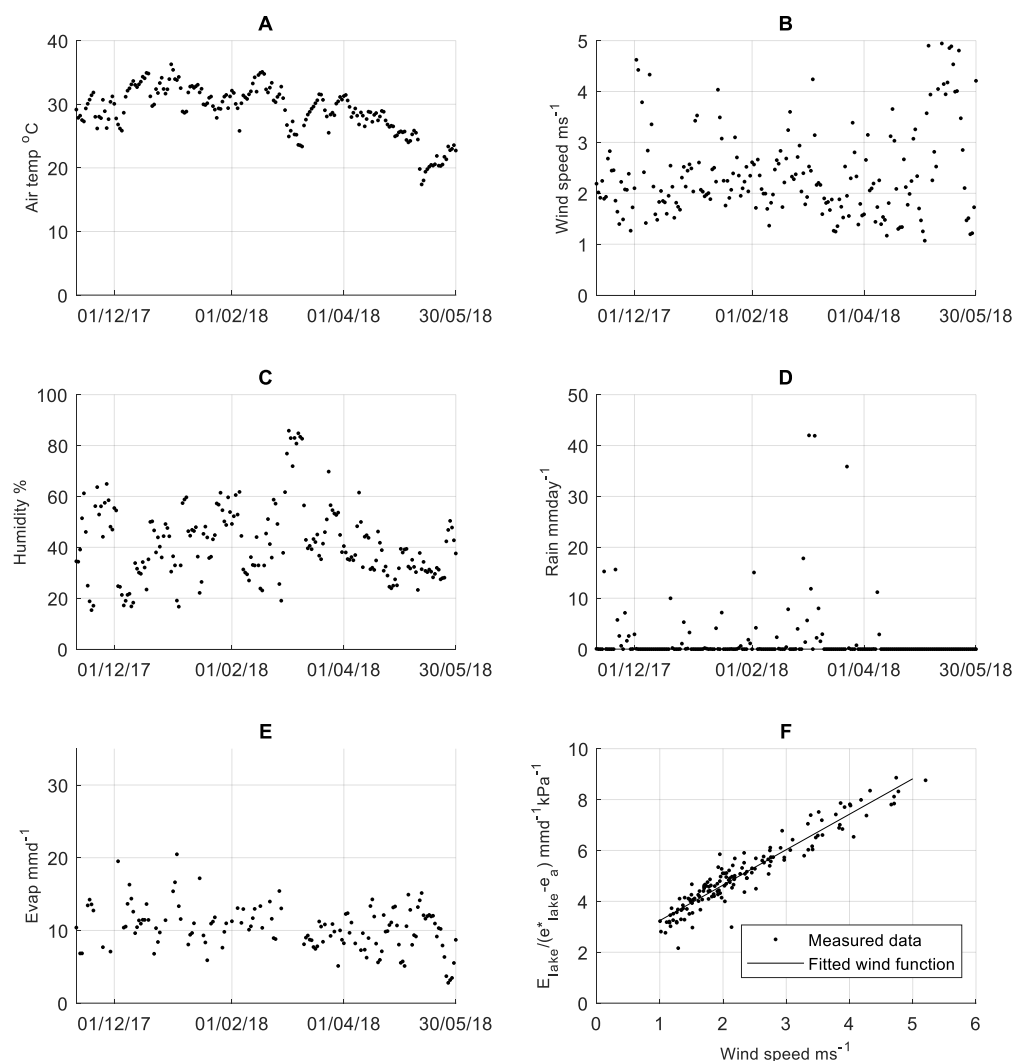 A
Air temp °C
40
30
20
10
0
01/12/17 01/02/18 01/04/18 30/05/18
B
Wind speed ms-1
5
4
3
2
1
0
01/12/17 01/02/18 01/04/18 30/05/18
C
Humidity %
100
80
60
40
20
0
01/12/17 01/02/18 01/04/18 30/05/18
D
Rain mmday-1
50
40
30
20
10
0
01/12/17 01/02/18 01/04/18 30/05/18
E
Evap mmd-1
30
20
10
0
01/12/17 01/02/18 01/04/18 30/05/18
F
Elake/(e*lake-ea) mmd-1kPa-1
10
8
6
4
2
0
Measured data
Fitted wind function
0 1 2 3 4 5 6
Wind speed ms-1